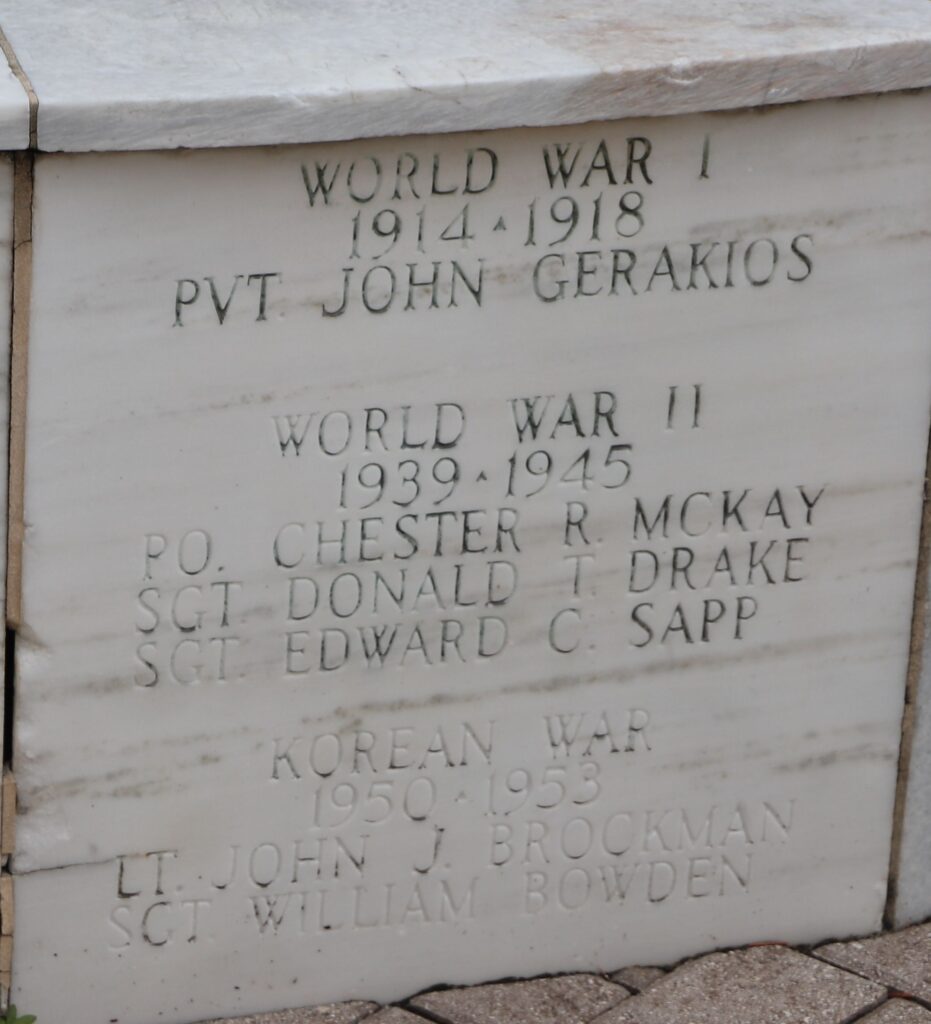 WORLD WAR I
1914 ▴ 1918
PVT. JOHN GERAKIOS
WORLD WAR II
1939 ▴ 1945
PO. CHESTER R. MCKAY
SGT. DONALD T. DRAKE
SGT. EDWARD C. SAPP
KOREAN WAR
1950 ▴ 1953
LT. JOHN J. BROCKMAN
SGT. WILLIAM BOWDEN